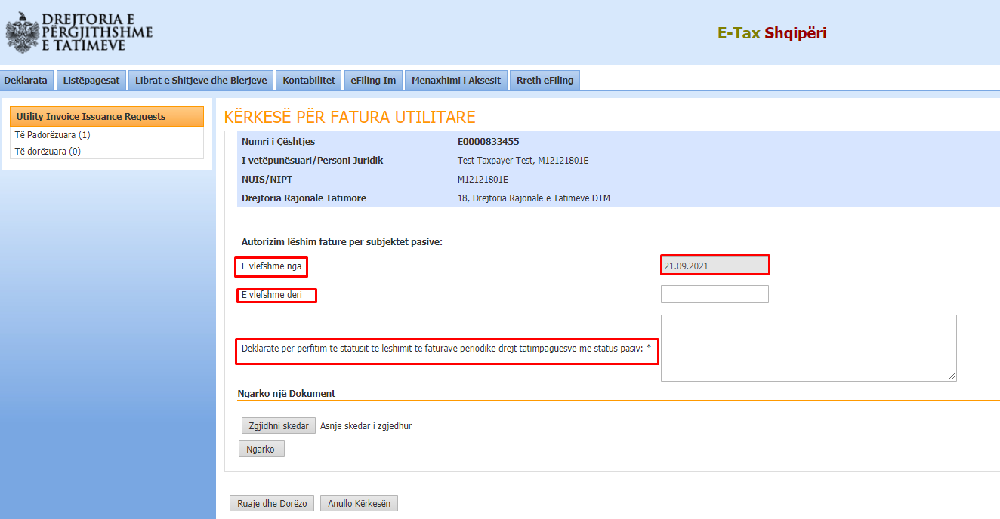 DREJTORIA E
PËRGJITHSHME
E TATIMEVE
E-Tax Shqipëri
Deklarata Listëpagesat Librat e Shitjeve dhe Blerjeve Kontabilitet eFiling Im Menaxhimi i Aksesit Rreth eFiling
Utility Invoice Issuance Requests
Të Padorëzuara (1)
Të dorëzuara (0)
KËRKESË PËR FATURA UTILITARE
Numri i Çështjes E0000833455
I vetëpunësuari/Personi Juridik Test Taxpayer Test, M12121801E
NUIS/NIPT M12121801E
Drejtoria Rajonale Tatimore 18, Drejtoria Rajonale e Tatimeve DTM
Autorizim lëshim fature per subjektet pasive:
E vlefshme nga 21.09.2021
E vlefshme deri
Deklarate per perfitim te statusit te leshimit te faturave periodike drejt tatimpaguesve me status pasiv: *
Ngarko një Dokument
Zgjidhni skedar Asnje skedar i zgjedhur
Ngarko
Ruaje dhe Dorëzo Anullo Kërkesën